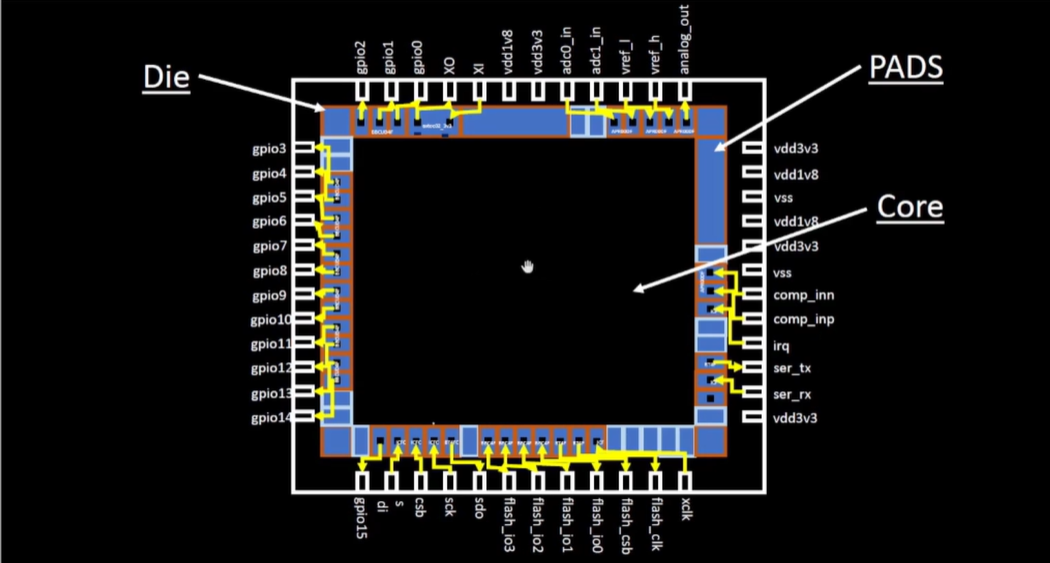 Die
PADS
Core
gpio2
gpio1
gpio0
XO
XI
vdd1v8
vdd3v3
adc0_in
adc1_in
vref_l
vref_h
analog_out
gpio3
gpio4
gpio5
gpio6
gpio7
gpio8
gpio9
gpio10
gpio11
gpio12
gpio13
gpio14
vdd3v3
vdd1v8
vss
vdd1v8
vdd3v3
vss
comp_inn
comp_inp
irq
ser_tx
ser_rx
vdd3v3
gpio15
di
s
csb
sck
sdo
flash_io3
flash_io2
flash_io1
flash_io0
flash_csb
flash_clk
xclk